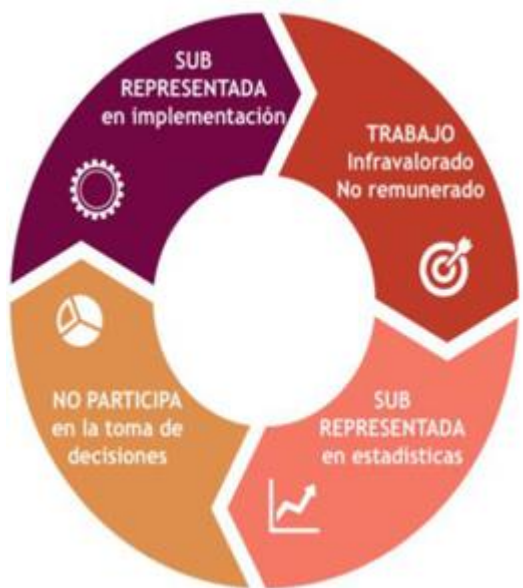 SUB
REPRESENTADA
en implementación
TRABAJO
Infravalorado
No remunerado
SUB
REPRESENTADA
en estadísticas
NO PARTICIPA
en la toma de
decisiones